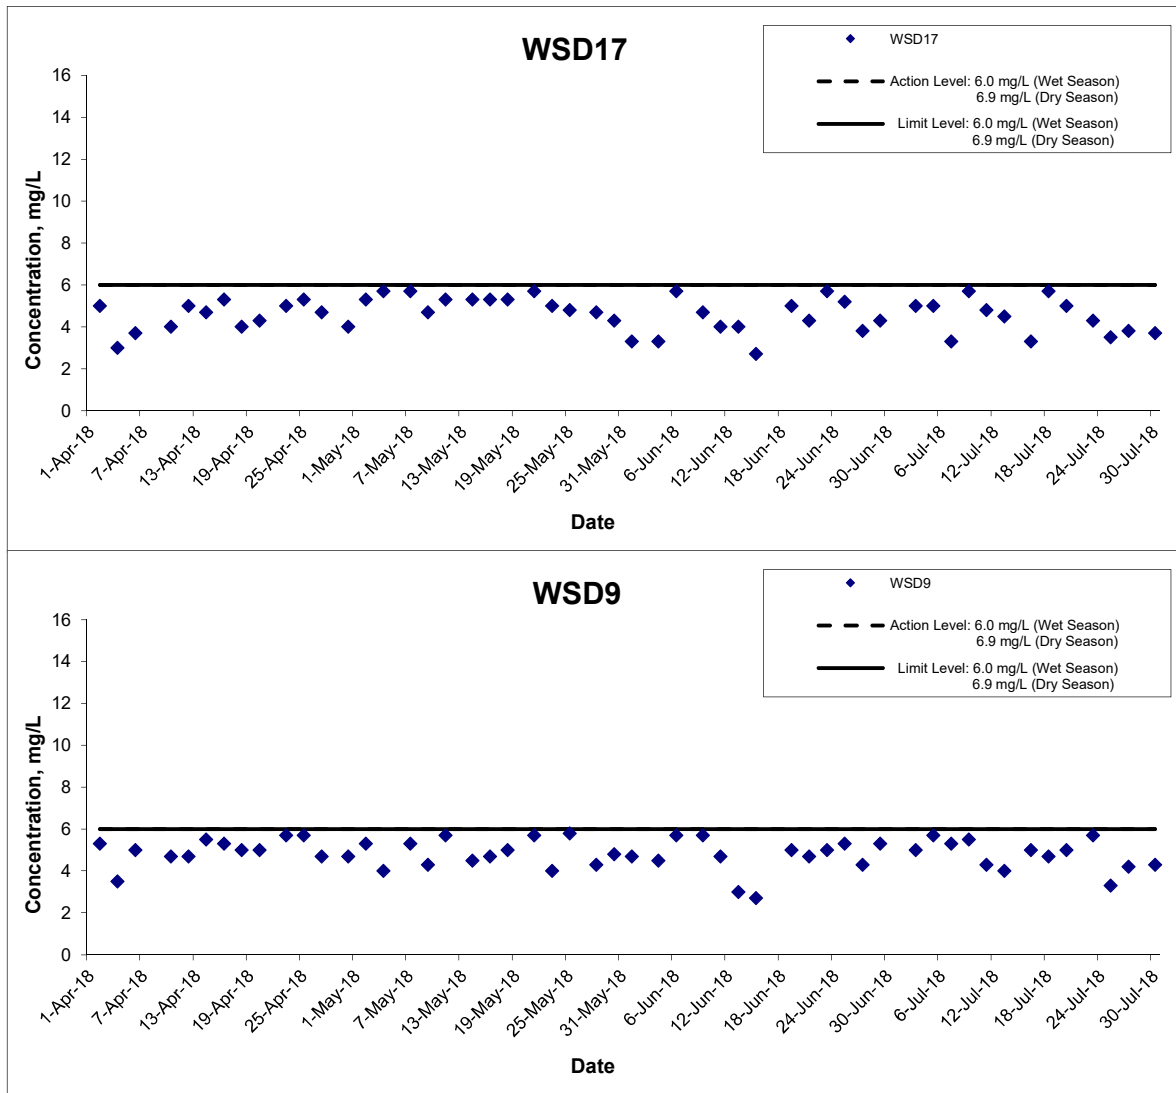 WSD17
WSD17
Action Level: 6.0 mg/L (Wet Season)
6.9 mg/L (Dry Season)
Limit Level: 6.0 mg/L (Wet Season)
6.9 mg/L (Dry Season)
Concentration, mg/L
16
14
12
10
8
6
4
2
0
1-Apr-18
7-Apr-18
13-Apr-18
19-Apr-18
25-Apr-18
1-May-18
7-May-18
13-May-18
19-May-18
25-May-18
31-May-18
6-Jun-18
12-Jun-18
18-Jun-18
24-Jun-18
30-Jun-18
6-Jul-18
12-Jul-18
18-Jul-18
24-Jul-18
30-Jul-18
Date
WSD9
WSD9
Action Level: 6.0 mg/L (Wet Season)
6.9 mg/L (Dry Season)
Limit Level: 6.0 mg/L (Wet Season)
6.9 mg/L (Dry Season)
Concentration, mg/L
16
14
12
10
8
6
4
2
0
1-Apr-18
7-Apr-18
13-Apr-18
19-Apr-18
25-Apr-18
1-May-18
7-May-18
13-May-18
19-May-18
25-May-18
31-May-18
6-Jun-18
12-Jun-18
18-Jun-18
24-Jun-18
30-Jun-18
6-Jul-18
12-Jul-18
18-Jul-18
24-Jul-18
30-Jul-18
Date